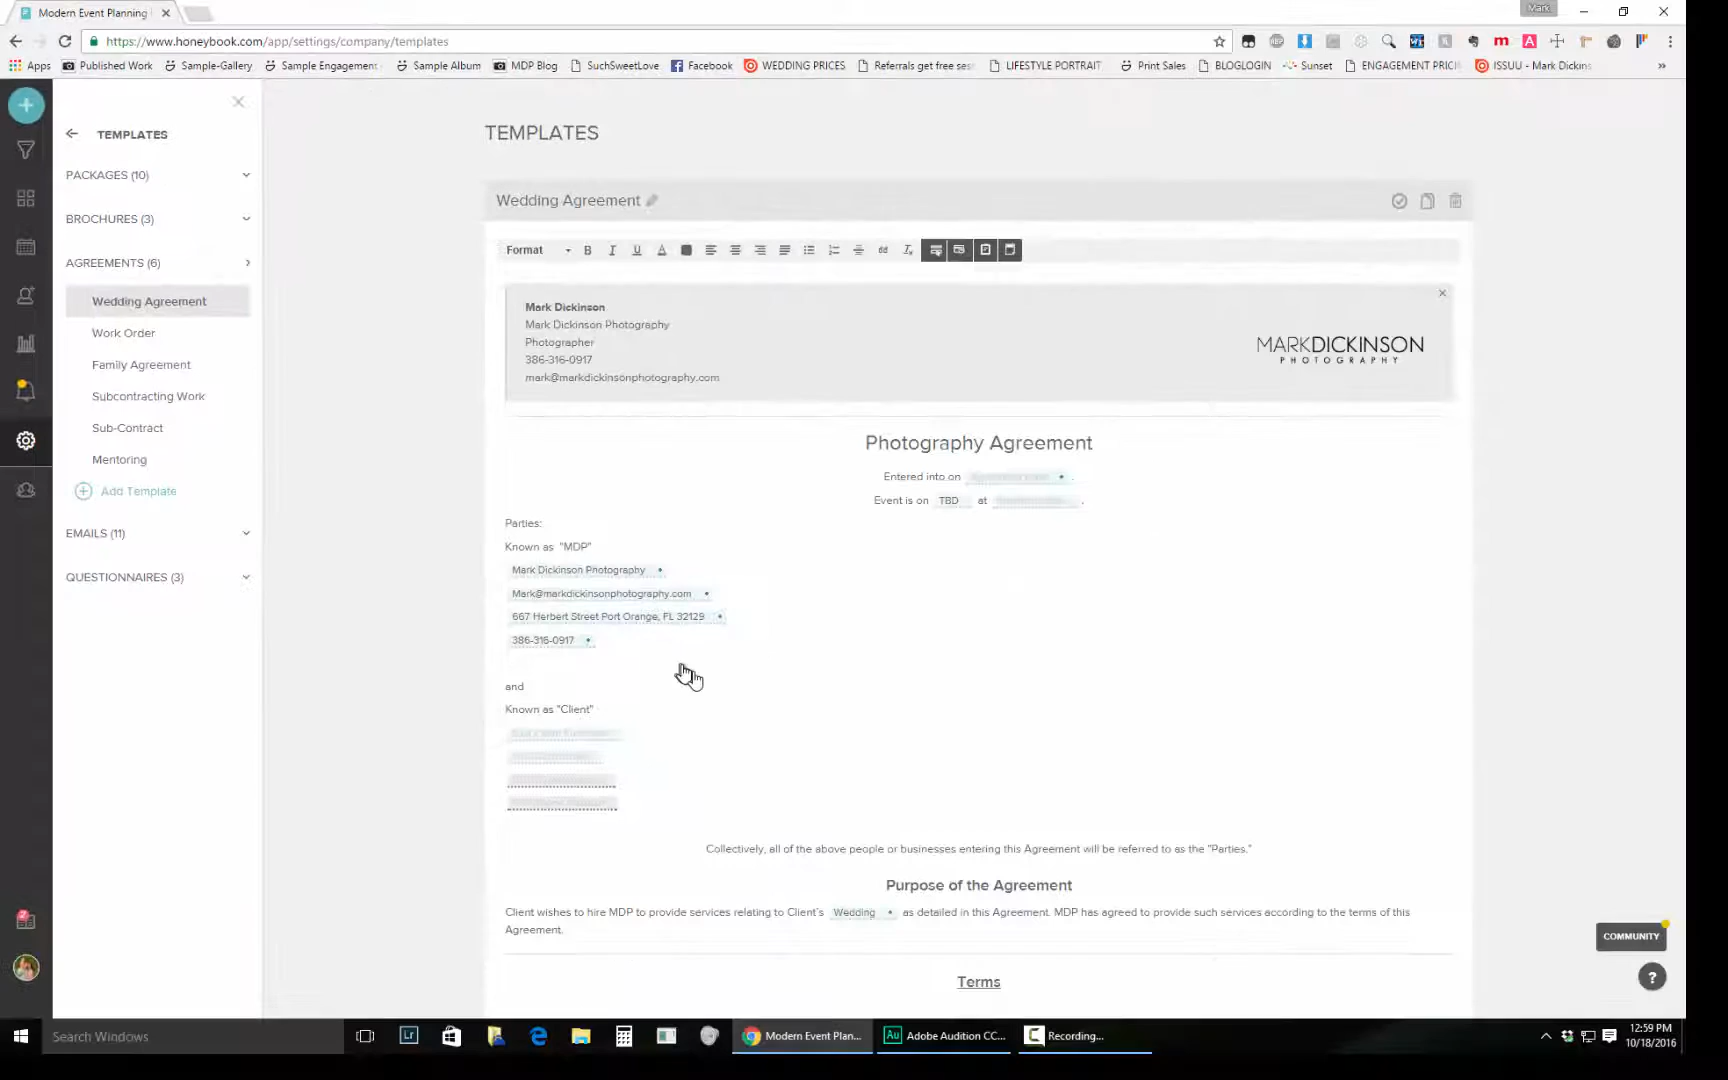 Modern Event Planning
Mark
https://www.honeybook.com/app/settings/company/templates
Apps Published Work Sample-Gallery Sample Engagement Sample Album MDP Blog SuchSweetLove Facebook WEDDING PRICES Referrals get free ses LIFESTYLE PORTRAIT Print Sales BLOGLOGIN Sunset ENGAGEMENT PRICI ISSUU - Mark Dickins »
TEMPLATES
PACKAGES (10)
BROCHURES (3)
AGREEMENTS (6)
Wedding Agreement
Work Order
Family Agreement
Subcontracting Work
Sub-Contract
Mentoring
Add Template
EMAILS (11)
QUESTIONNAIRES (3)
TEMPLATES
Wedding Agreement
Format B I U A
Mark Dickinson
Mark Dickinson Photography
Photographer
386-316-0917
mark@markdickinsonphotography.com
MARKDICKINSON
PHOTOGRAPHY
Photography Agreement
Entered into on .
Event is on TBD at .
Parties:
Known as "MDP"
Mark Dickinson Photography
Mark@markdickinsonphotography.com
667 Herbert Street Port Orange, FL 32129
386-316-0917
and
Known as "Client"
Collectively, all of the above people or businesses entering this Agreement will be referred to as the "Parties."
Purpose of the Agreement
Client wishes to hire MDP to provide services relating to Client's Wedding as detailed in this Agreement. MDP has agreed to provide such services according to the terms of this
Agreement.
Terms
COMMUNITY
?
2
Search Windows
Lr
Modern Event Plan...
Au Adobe Audition CC...
Recording...
12:59 PM
10/18/2016